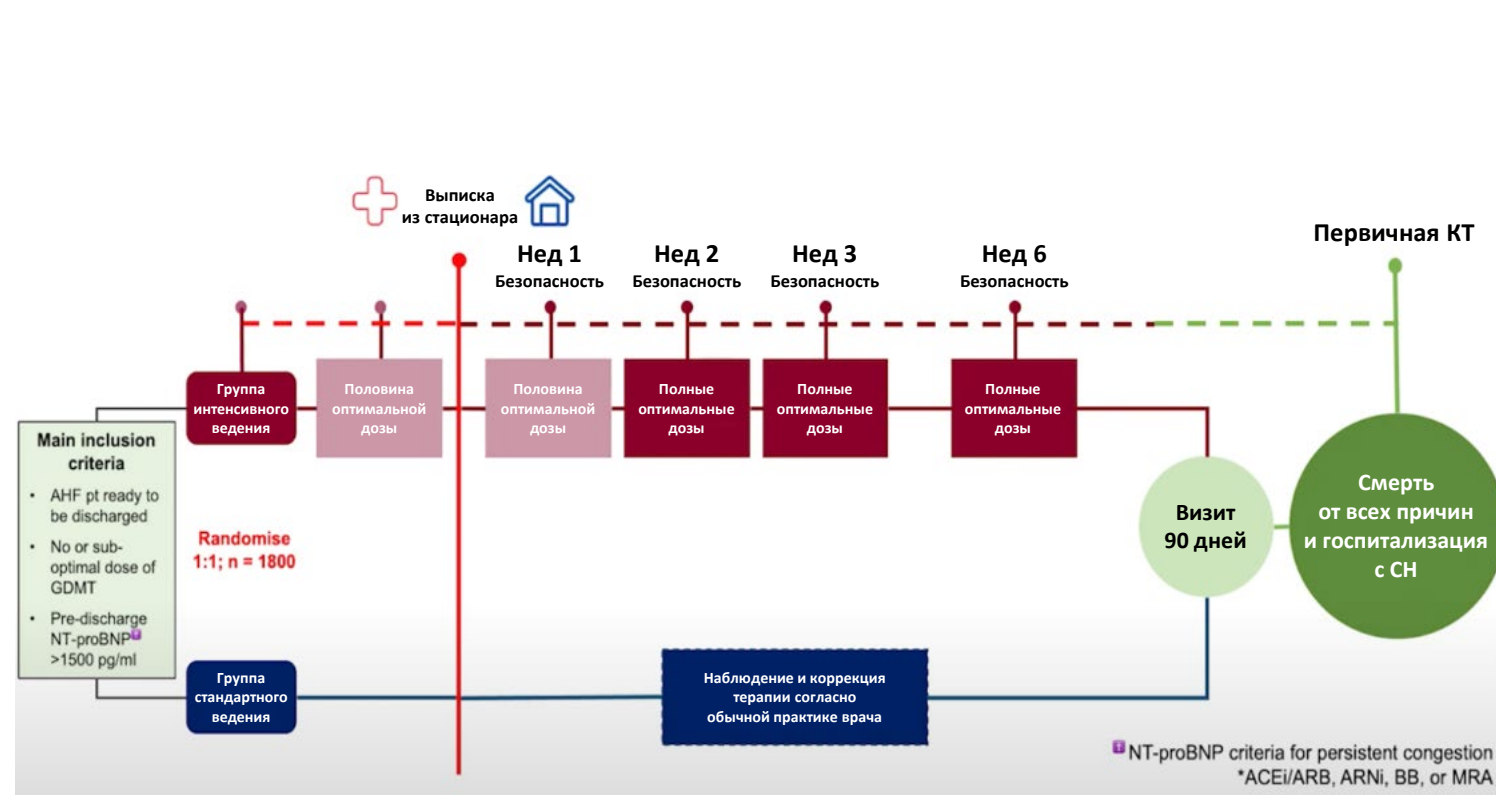 Выписка
из стационара
Первичная КТ
Нед 1
Безопасность
Нед 2
Безопасность
Нед 3
Безопасность
Нед 6
Безопасность
Группа
интенсивного
ведения
Половина
оптимальной
дозы
Половина
оптимальной
дозы
Полные
оптимальные
дозы
Полные
оптимальные
дозы
Полные
оптимальные
дозы
Main inclusion
criteria
• AHF pt ready to
be discharged
• No or sub-
optimal dose of
GDMT
• Pre-discharge
NT-proBNP†
>1500 pg/ml
Randomise
1:1; n = 1800
Визит
90 дней
Смерть
от всех причин
и госпитализация
с СН
Группа
стандартного
ведения
Наблюдение и коррекция
терапии согласно
обычной практике врача
† NT-proBNP criteria for persistent congestion
*ACEi/ARB, ARNi, BB, or MRA